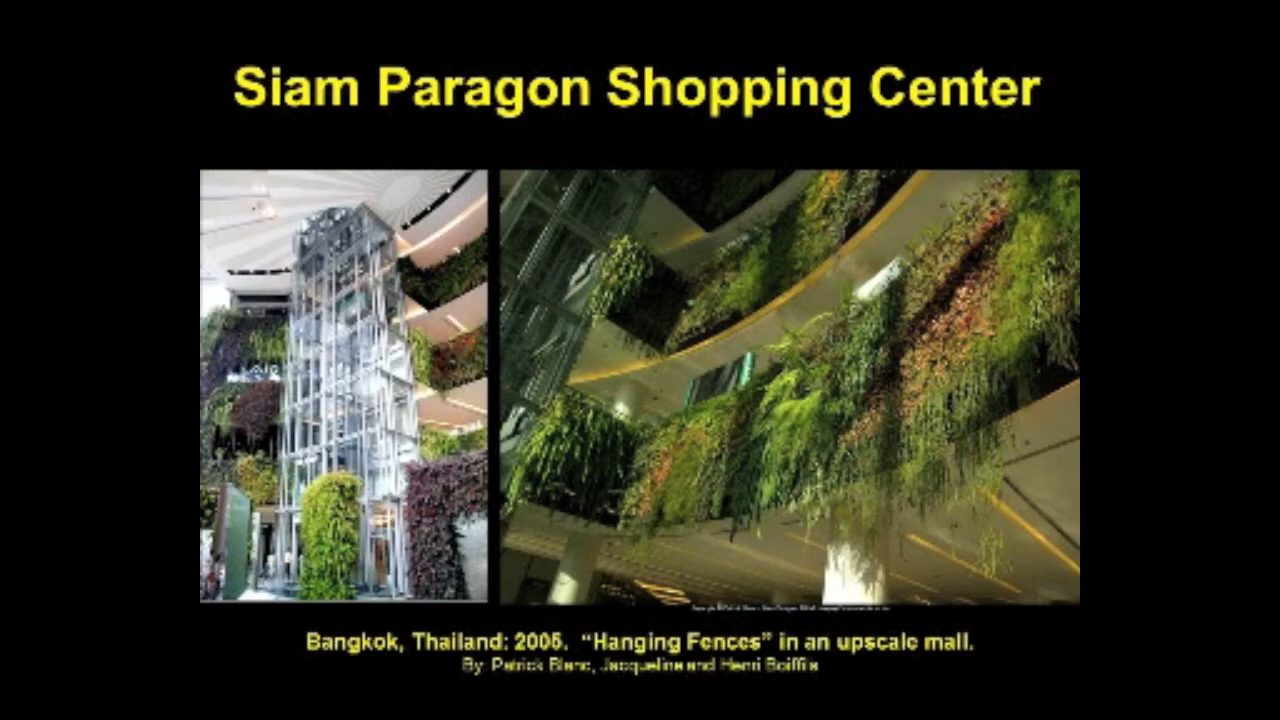 Siam Paragon Shopping Center
Bangkok, Thailand: 2005. “Hanging Fences” in an upscale mall.
By: Patrick Blanc, Jacqueline and Henri Boiffils